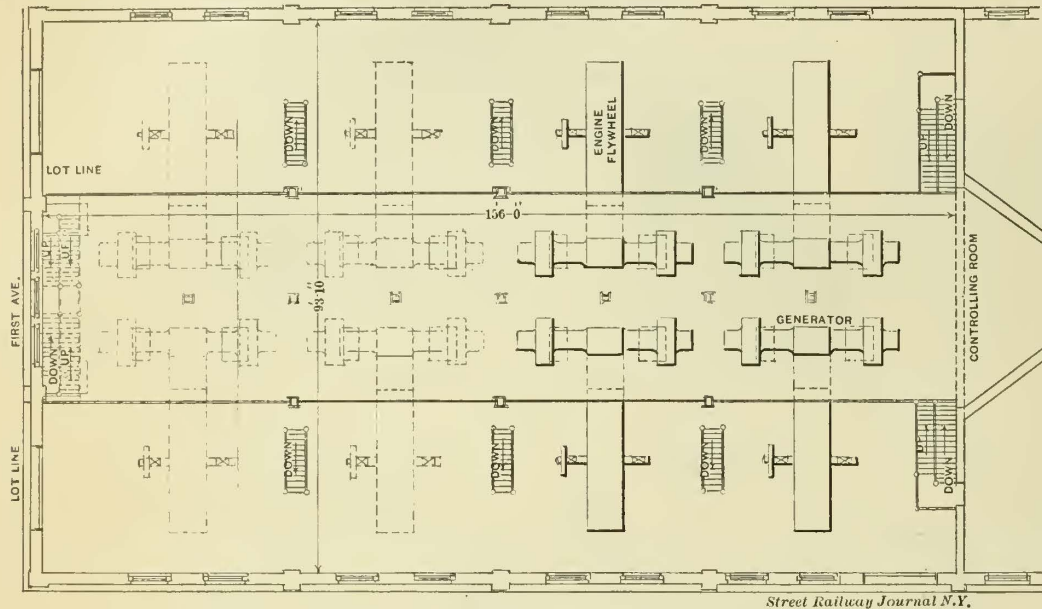 DOWN
DOWN
ENGINE
FLYWHEEL
DOWN
UP
DOWN
LOT LINE
156-0"
UP
UP
FIRST AVE.
93'10"
GENERATOR
CONTROLLING ROOM
DOWN
UP
LOT LINE
DOWN
DOWN
DOWN
UP
DOWN
Street Railway Journal N.Y.